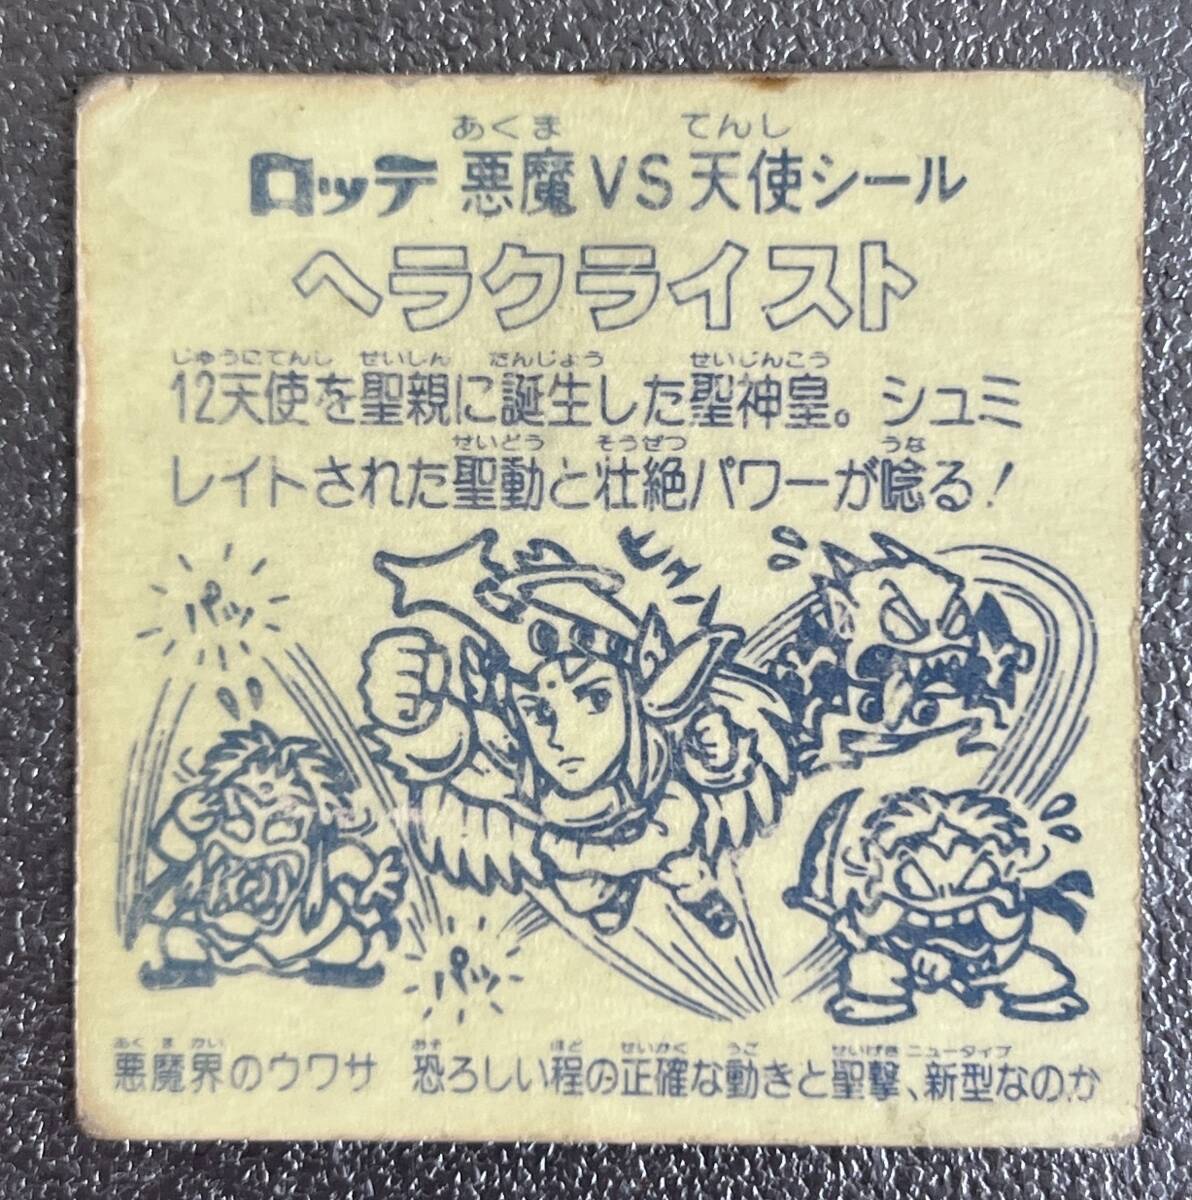 あくま てんし
ロッテ 悪魔VS天使シール
ヘラクライスト
じゅうにてんし せいしん たんじょう せいじんこう
12天使を聖親に誕生した聖神皇。シュミ
せいどう そうぜつ うな
レイトされた聖動と壮絶パワーが唸る!
ヒュ
パッ
パッ
あくまかい おそ ほど せいかく うご せいげき ニュータイプ
悪魔界のウワサ 恐ろしい程の正確な動きと聖撃、新型なのか